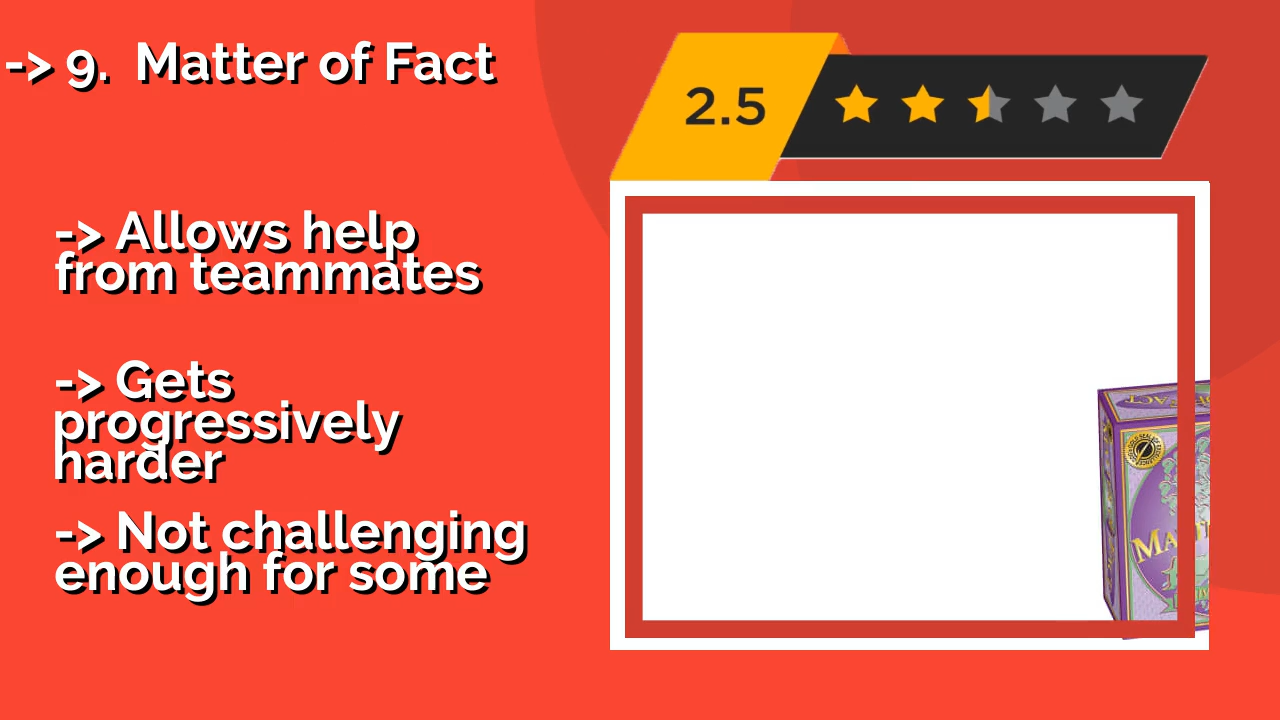 -> 9. Matter of Fact
2.5
-> Allows help
from teammates
-> Gets
progressively
harder
-> Not challenging
enough for some